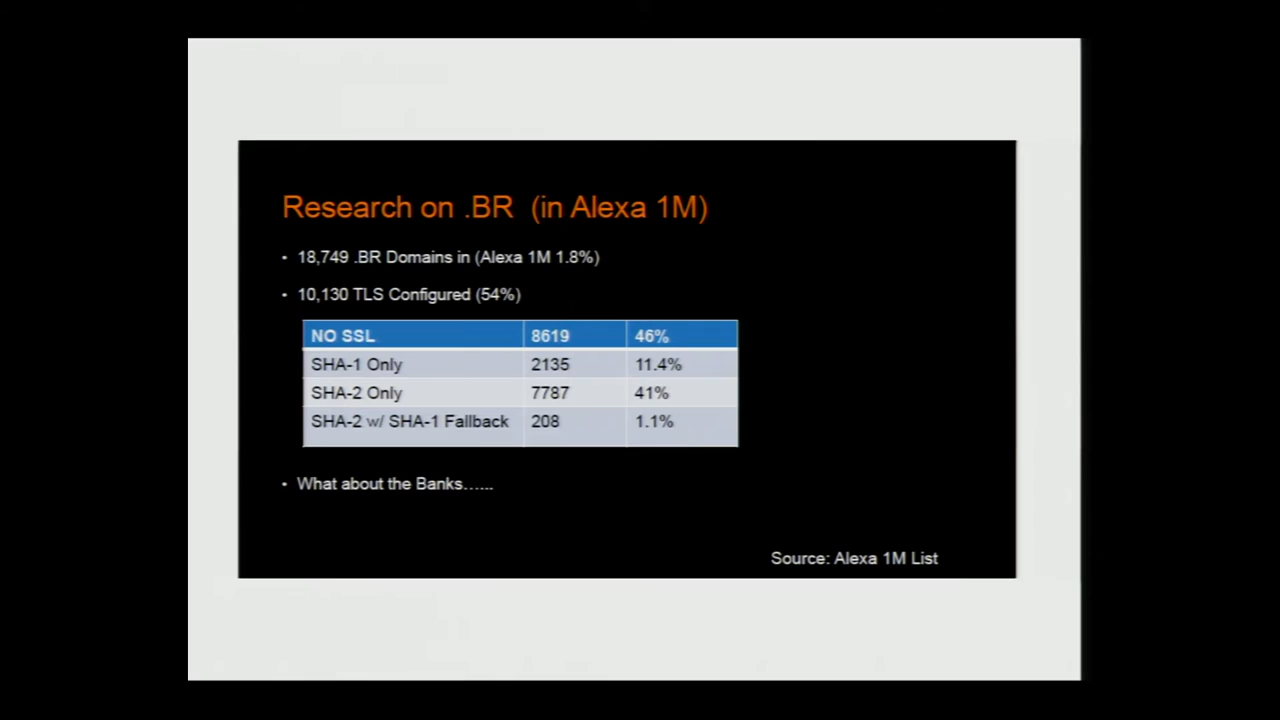 Research on .BR (in Alexa 1M)
• 18,749 .BR Domains in (Alexa 1M 1.8%)
• 10,130 TLS Configured (54%)
NO SSL 8619 46%
SHA-1 Only 2135 11.4%
SHA-2 Only 7787 41%
SHA-2 w/ SHA-1 Fallback 208 1.1%
• What about the Banks…...
Source: Alexa 1M List